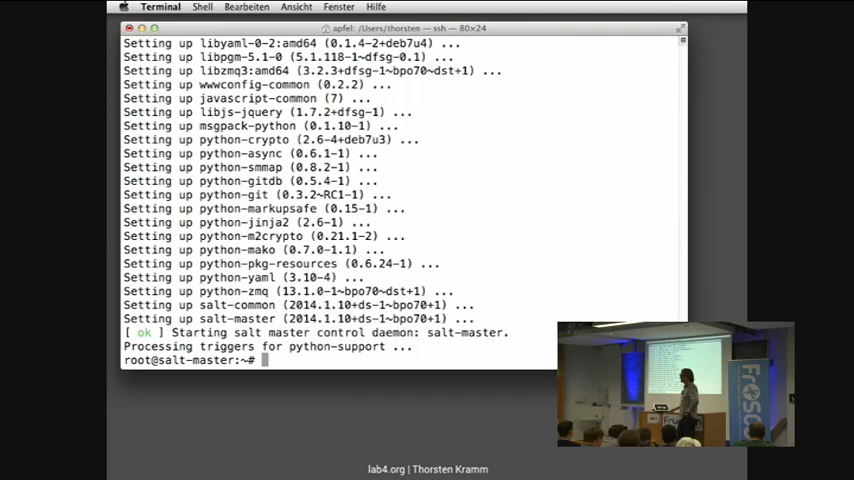 Terminal Shell Bearbeiten Ansicht Fenster Hilfe
apfel: /Users/thorsten — ssh — 80×24
Setting up libyaml-0-2:amd64 (0.1.4-2+deb7u4) ...
Setting up libpgm-5.1-0 (5.1.118-1~dfsg-0.1) ...
Setting up libzmq3:amd64 (3.2.3+dfsg-1~bpo70~dst+1) ...
Setting up wwwconfig-common (0.2.2) ...
Setting up javascript-common (7) ...
Setting up libjs-jquery (1.7.2+dfsg-1) ...
Setting up msgpack-python (0.1.10-1) ...
Setting up python-crypto (2.6-4+deb7u3) ...
Setting up python-async (0.6.1-1) ...
Setting up python-smmap (0.8.2-1) ...
Setting up python-gitdb (0.5.4-1) ...
Setting up python-git (0.3.2~RC1-1) ...
Setting up python-markupsafe (0.15-1) ...
Setting up python-jinja2 (2.6-1) ...
Setting up python-m2crypto (0.21.1-2) ...
Setting up python-mako (0.7.0-1.1) ...
Setting up python-pkg-resources (0.6.24-1) ...
Setting up python-yaml (3.10-4) ...
Setting up python-zmq (13.1.0-1~bpo70~dst+1) ...
Setting up salt-common (2014.1.10+ds-1~bpo70+1) ...
Setting up salt-master (2014.1.10+ds-1~bpo70+1) ...
[ ok ] Starting salt master control daemon: salt-master.
Processing triggers for python-support ...
root@salt-master:~#
FrOSC
lab4.org | Thorsten Kramm